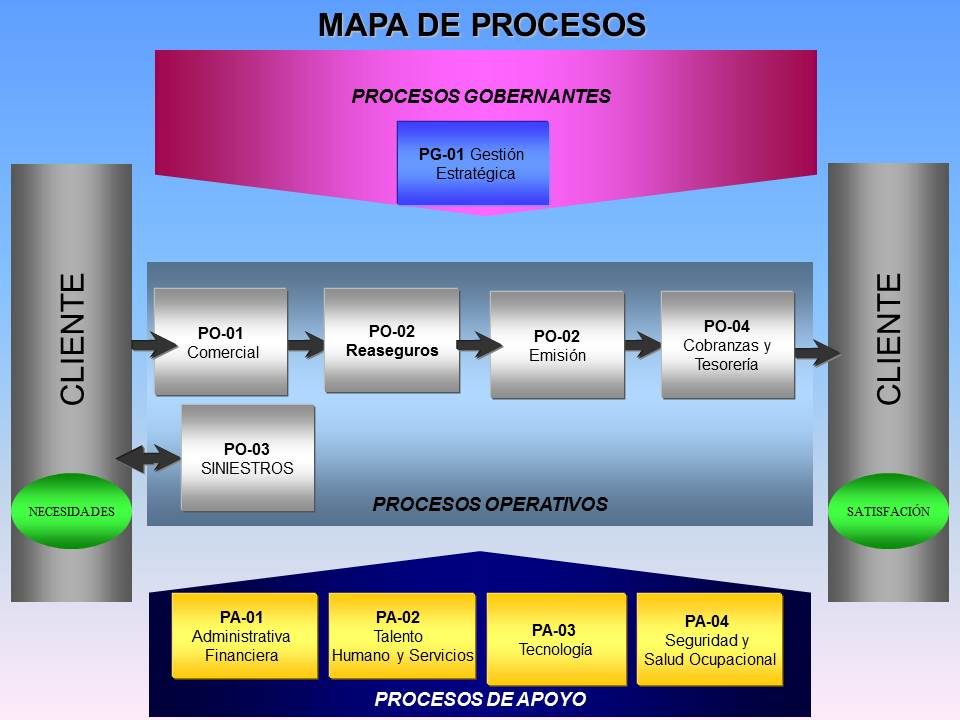 MAPA DE PROCESOS
PROCESOS GOBERNANTES
PG-01 Gestión
Estratégica
CLIENTE
NECESIDADES
PO-01
Comercial
PO-02
Reaseguros
PO-02
Emisión
PO-04
Cobranzas y
Tesorería
PO-03
SINIESTROS
PROCESOS OPERATIVOS
CLIENTE
SATISFACIÓN
PA-01
Administrativa
Financiera
PA-02
Talento
Humano y Servicios
PA-03
Tecnología
PA-04
Seguridad y
Salud Ocupacional
PROCESOS DE APOYO